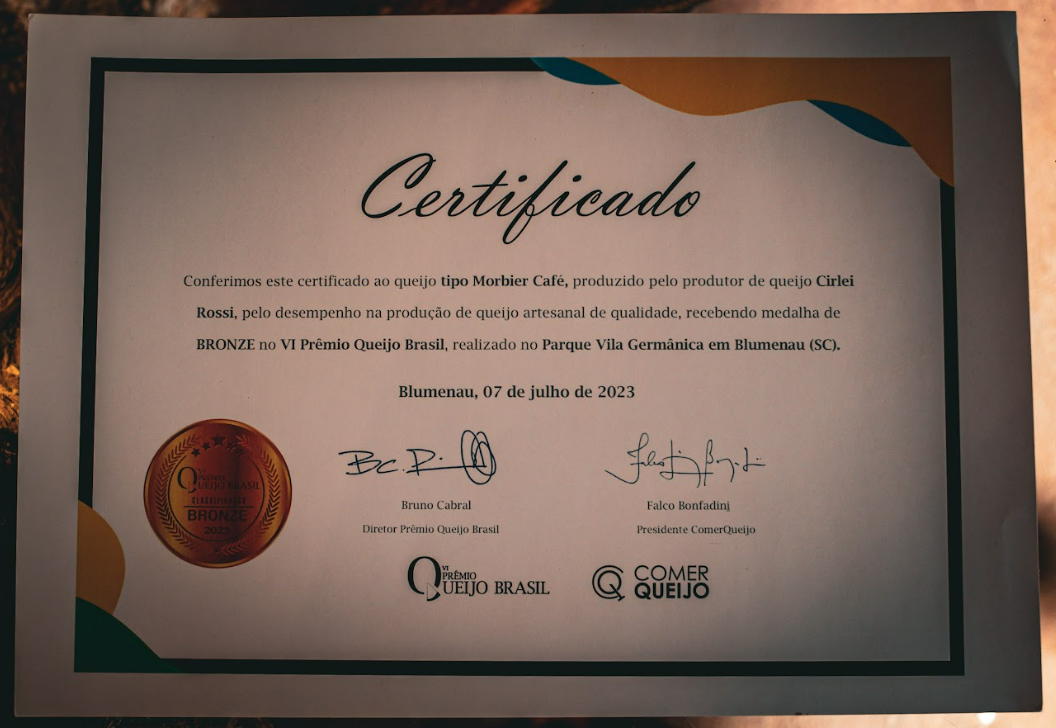 Certificado
Conferimos este certificado ao queijo tipo Morbier Café, produzido pelo produtor de queijo Cirlei
Rossi, pelo desempenho na produção de queijo artesanal de qualidade, recebendo medalha de
BRONZE no VI Prêmio Queijo Brasil, realizado no Parque Vila Germânica em Blumenau (SC).
Blumenau, 07 de julho de 2023
VI
PRÊMIO
QUEIJO BRASIL
BRONZE
2023
Bruno Cabral
Diretor Prêmio Queijo Brasil
Falco Bonfadini
Presidente ComerQueijo
VI
PRÊMIO
QUEIJO BRASIL
COMER
QUEIJO